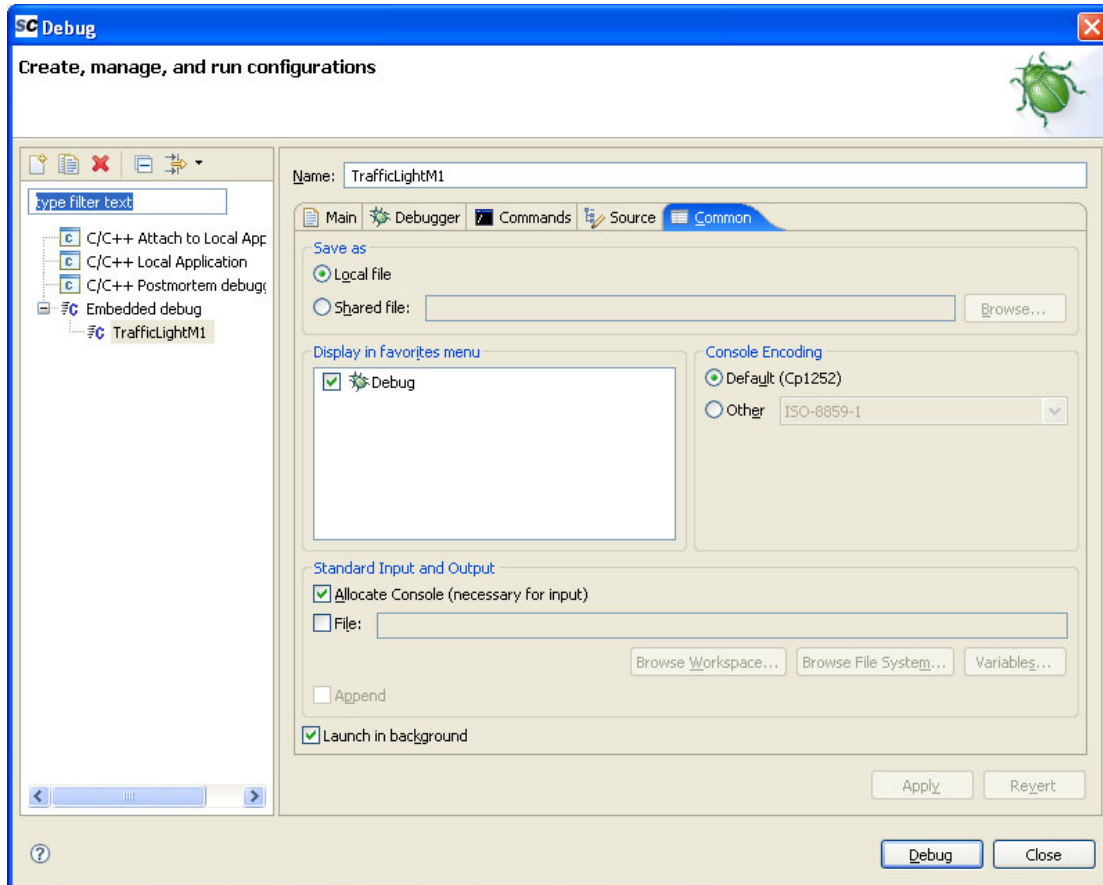 SC Debug
Create, manage, and run configurations
type filter text
C/C++ Attach to Local App
C/C++ Local Application
C/C++ Postmortem debugg
Embedded debug
TrafficLightM1
Name: TrafficLightM1
Main Debugger Commands Source Common
Save as
Local file
Shared file: Browse...
Display in favorites menu
Debug
Console Encoding
Default (Cp1252)
Other ISO-8859-1
Standard Input and Output
Allocate Console (necessary for input)
File:
Browse Workspace... Browse File System... Variables...
Append
Launch in background
Apply Revert
Debug Close